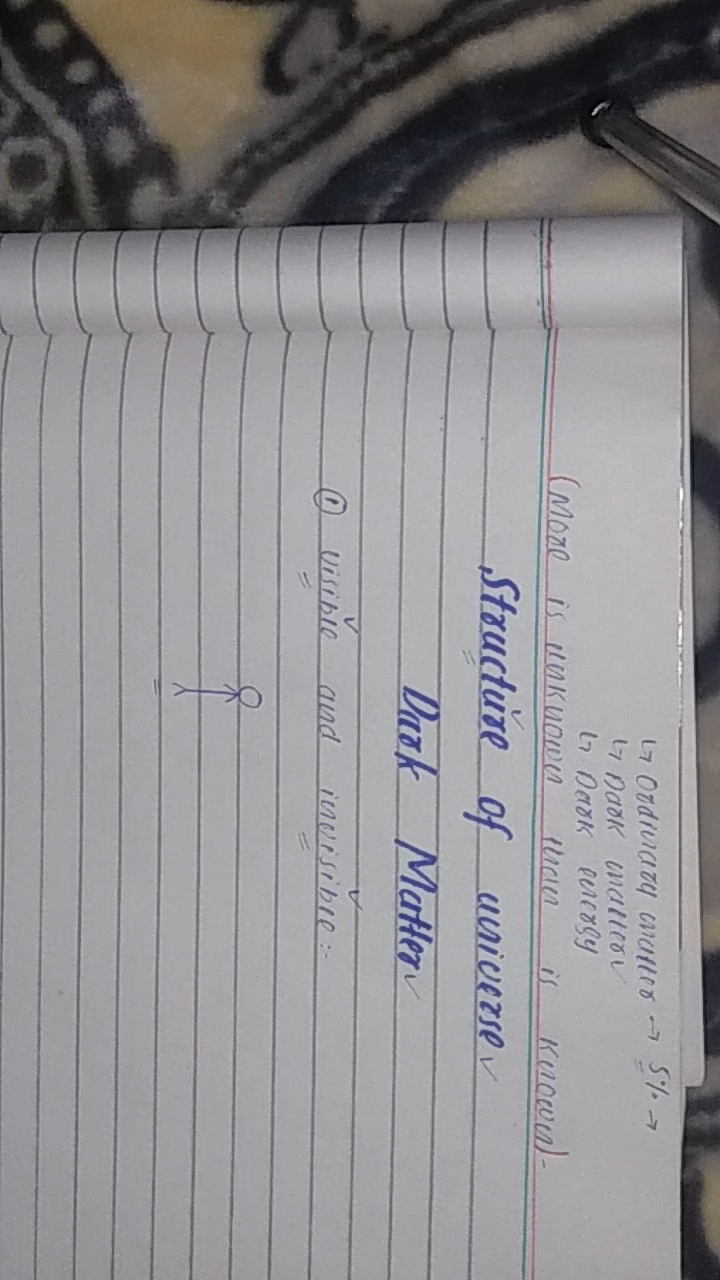 ↳ Ordinary matter → 5% →
↳ Dark matter ✓
↳ Dark energy
(More is unknown than is known)-
Structure of universe ✓
Dark Matter ✓
① visible and invisible :-